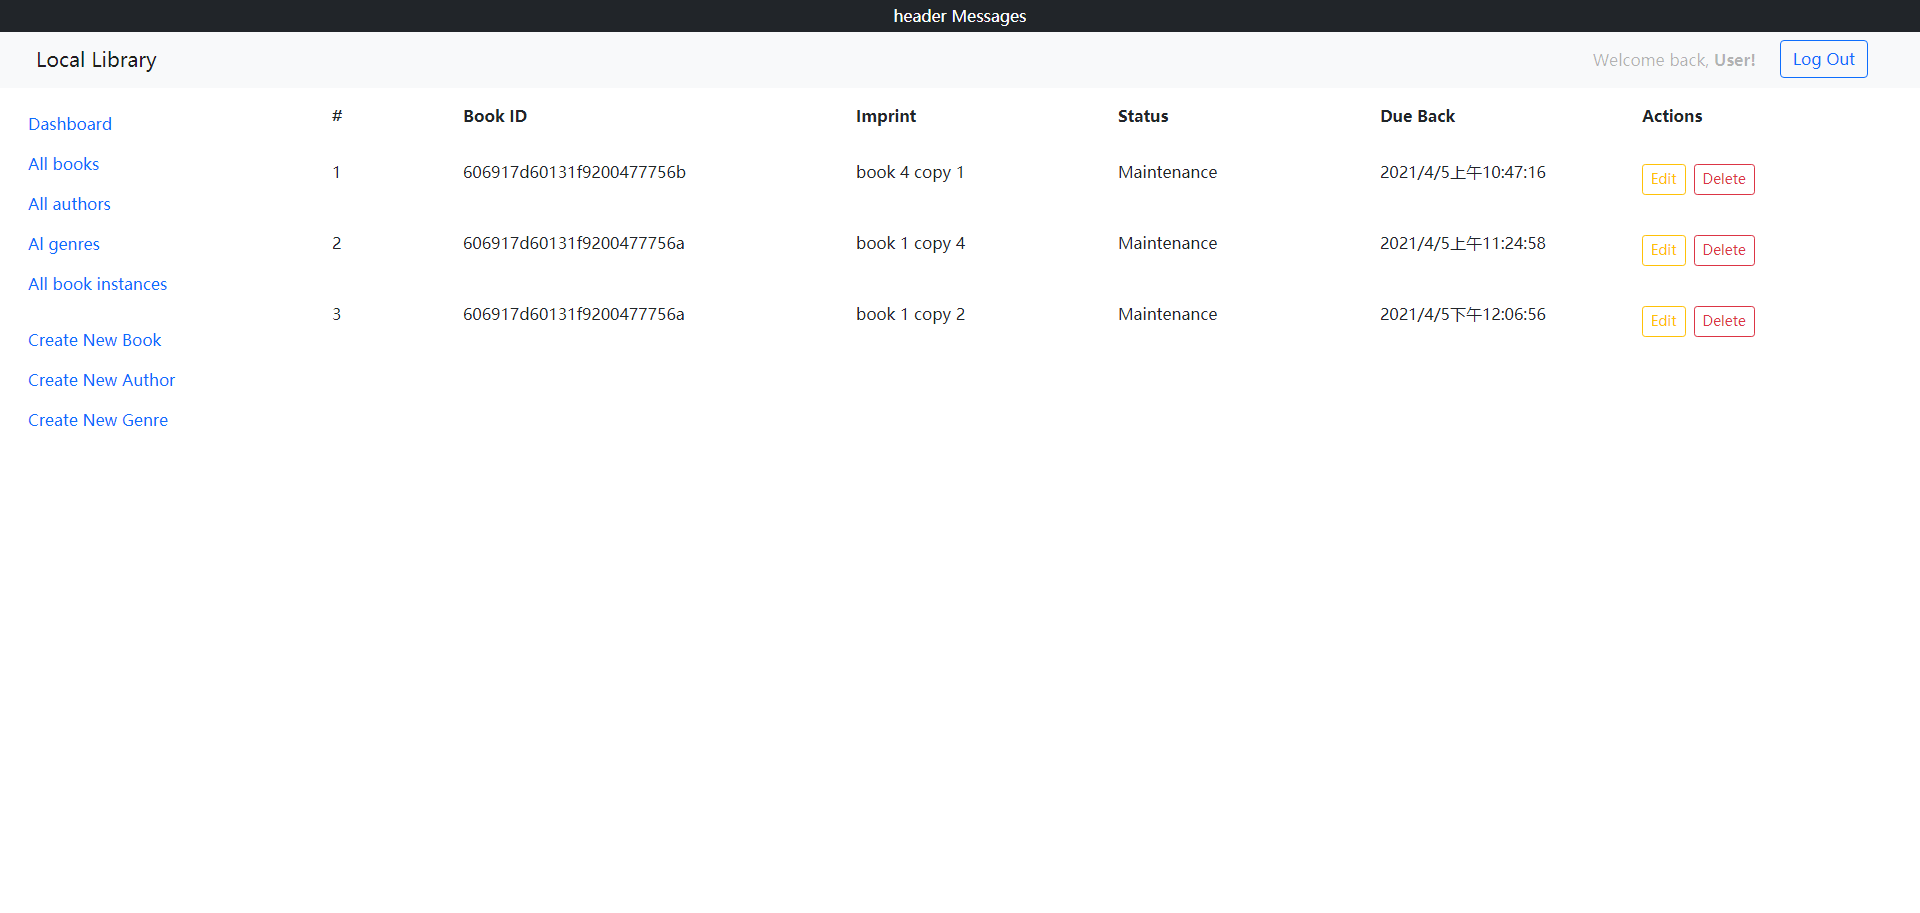 header Messages
Local Library
Welcome back, User!
Log Out
Dashboard
All books
All authors
Al genres
All book instances
Create New Book
Create New Author
Create New Genre
# Book ID Imprint Status Due Back Actions
1 606917d60131f9200477756b book 4 copy 1 Maintenance 2021/4/5上午10:47:16 Edit Delete
2 606917d60131f9200477756a book 1 copy 4 Maintenance 2021/4/5上午11:24:58 Edit Delete
3 606917d60131f9200477756a book 1 copy 2 Maintenance 2021/4/5下午12:06:56 Edit Delete